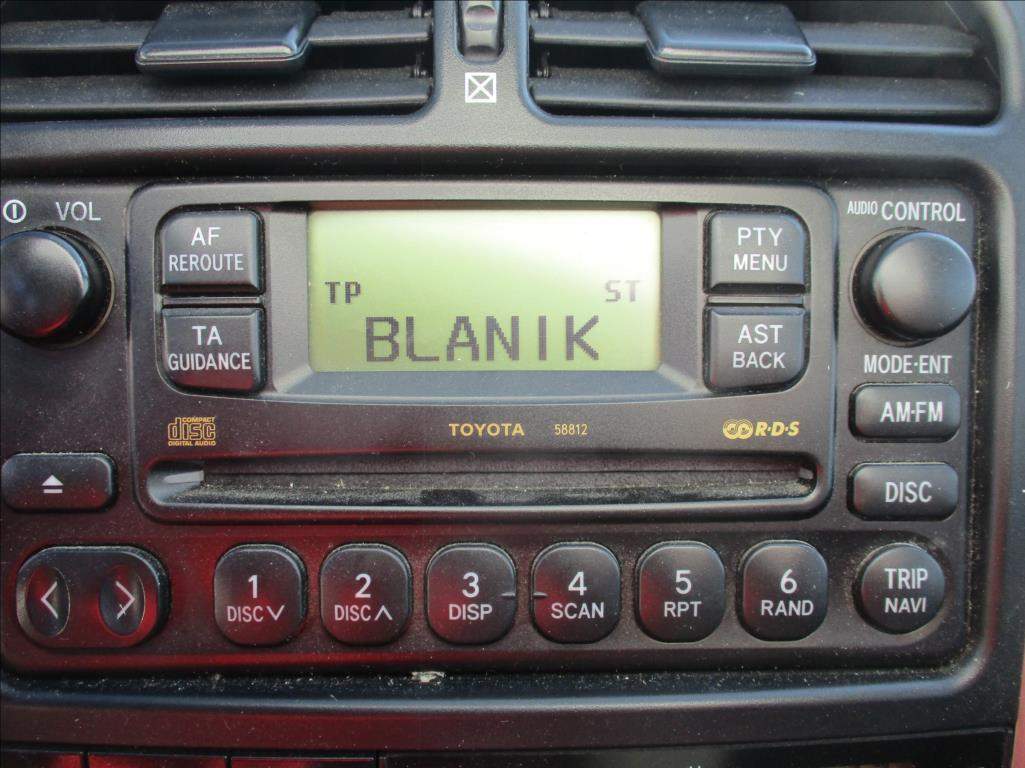 VOL
AF
REROUTE
TA
GUIDANCE
TP
ST
BLANIK
PTY
MENU
AST
BACK
AUDIO CONTROL
MODE·ENT
AM·FM
DISC
COMPACT
disc
DIGITAL AUDIO
TOYOTA 58812
R·D·S
1
DISC
2
DISC
3
DISP
4
SCAN
5
RPT
6
RAND
TRIP
NAVI